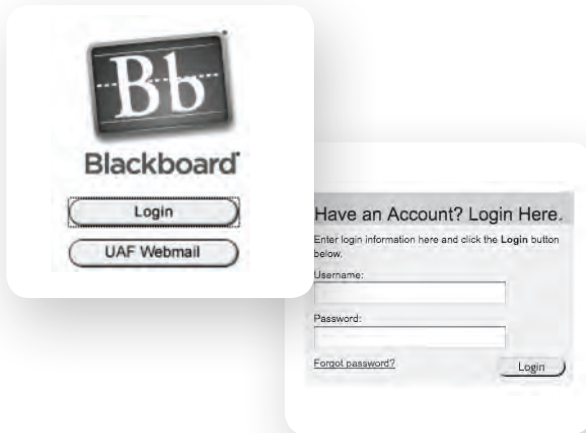 Bb
Blackboard
Login
UAF Webmail
Have an Account? Login Here.
Enter login information here and click the Login button
below.
Username:
Password:
Forgot password?
Login